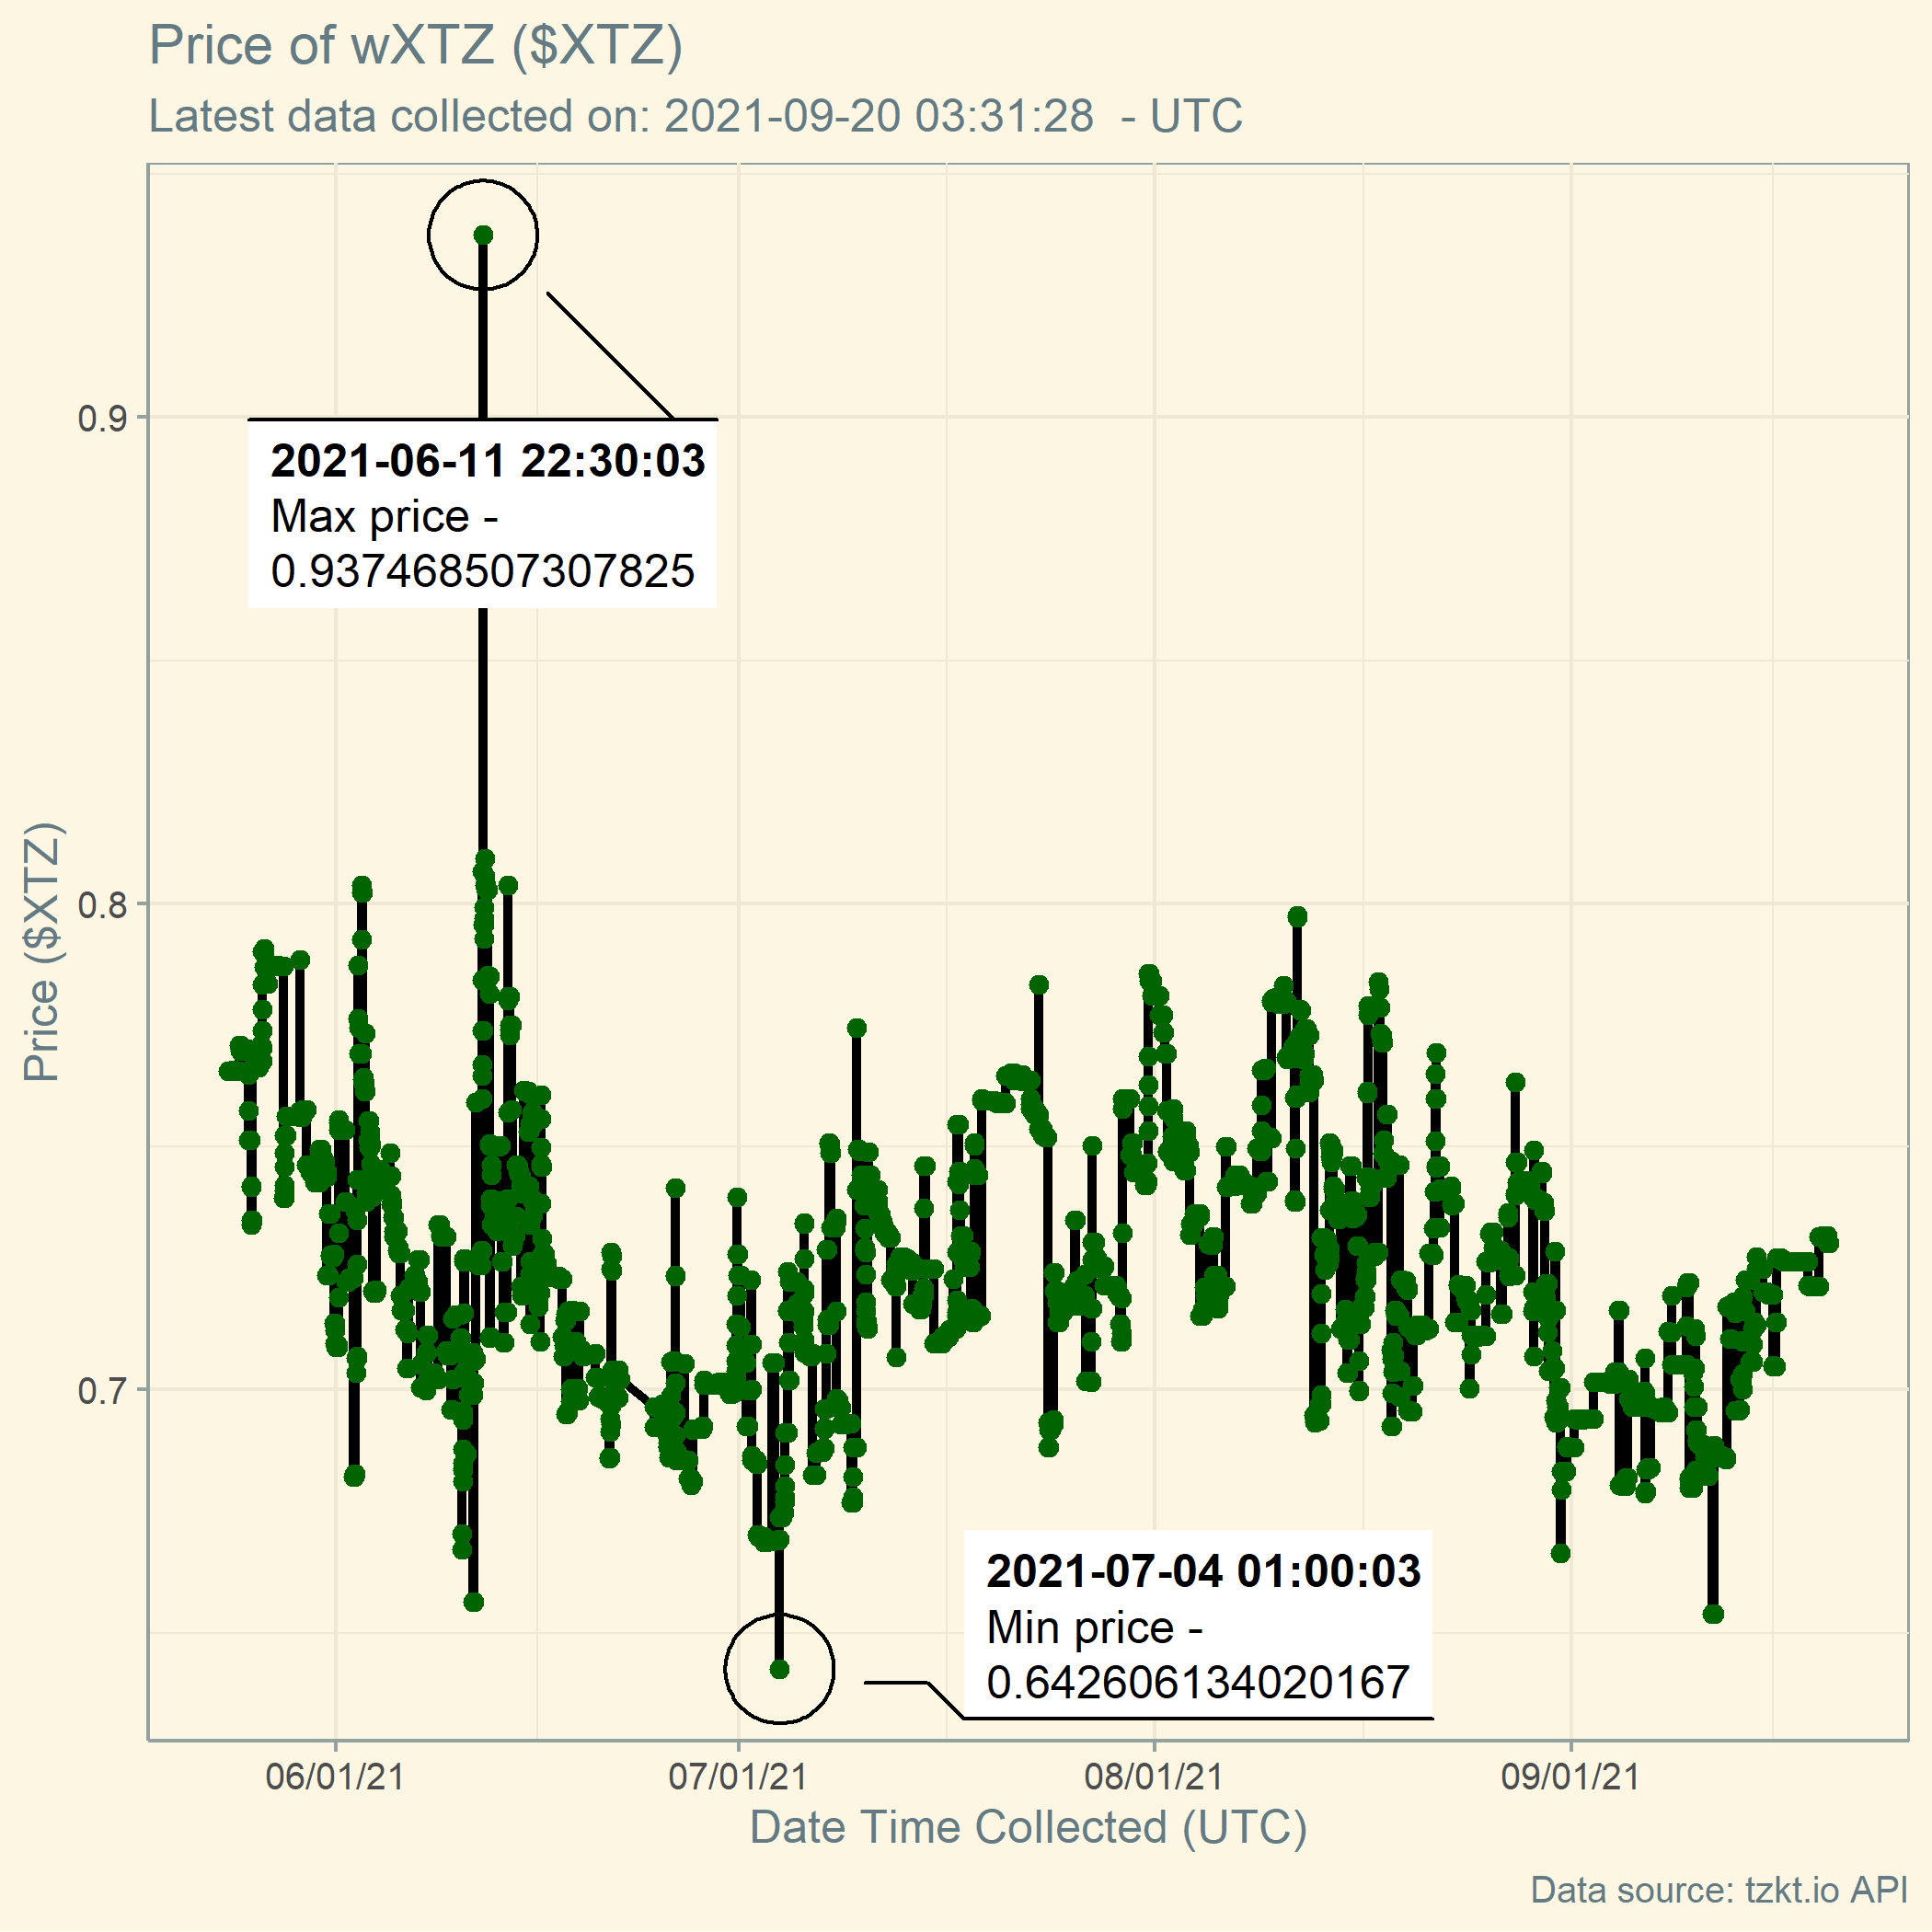 Price of wXTZ ($XTZ)
Latest data collected on: 2021-09-20 03:31:28  - UTC
2021-06-11 22:30:03
Max price -
0.937468507307825
0.9
0.8
0.7
Price ($XTZ)
2021-07-04 01:00:03
Min price -
0.642606134020167
06/01/21
07/01/21
08/01/21
09/01/21
Date Time Collected (UTC)
Data source: tzkt.io API